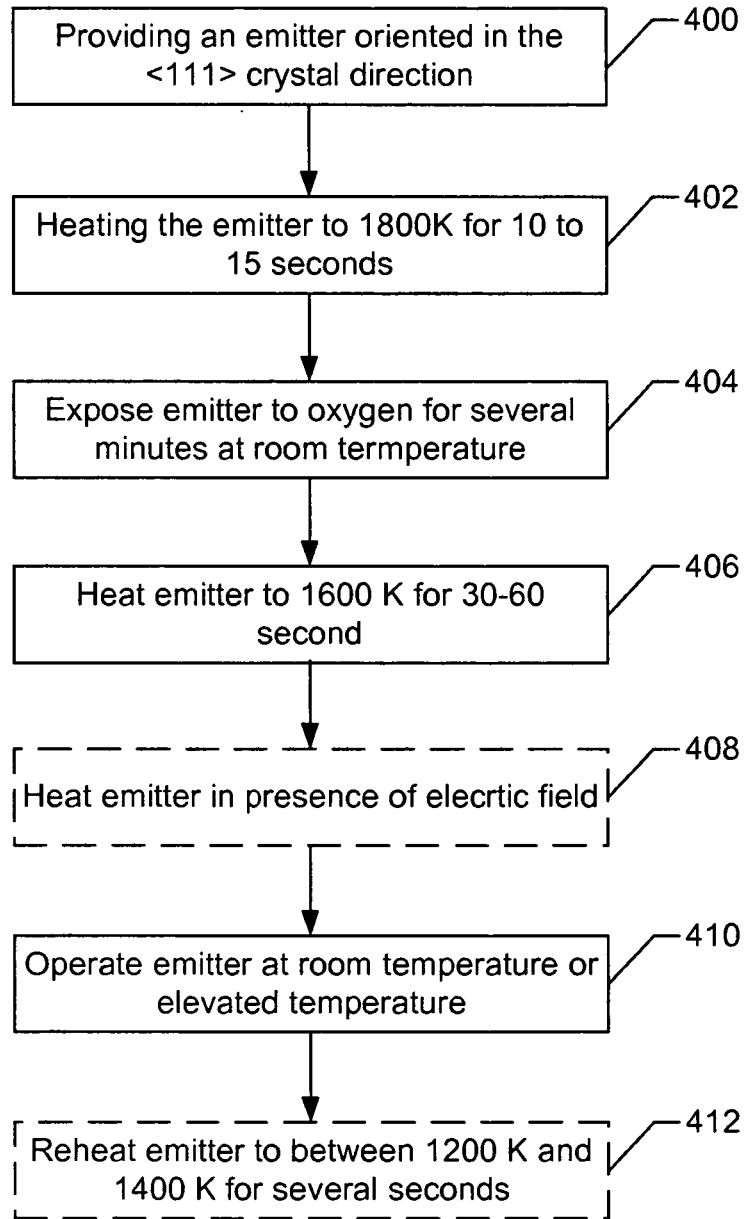 Providing an emitter oriented in the
<111> crystal direction
400
Heating the emitter to 1800K for 10 to
15 seconds
402
Expose emitter to oxygen for several
minutes at room termperature
404
Heat emitter to 1600 K for 30-60
second
406
Heat emitter in presence of elecrtic field
408
Operate emitter at room temperature or
elevated temperature
410
Reheat emitter to between 1200 K and
1400 K for several seconds
412